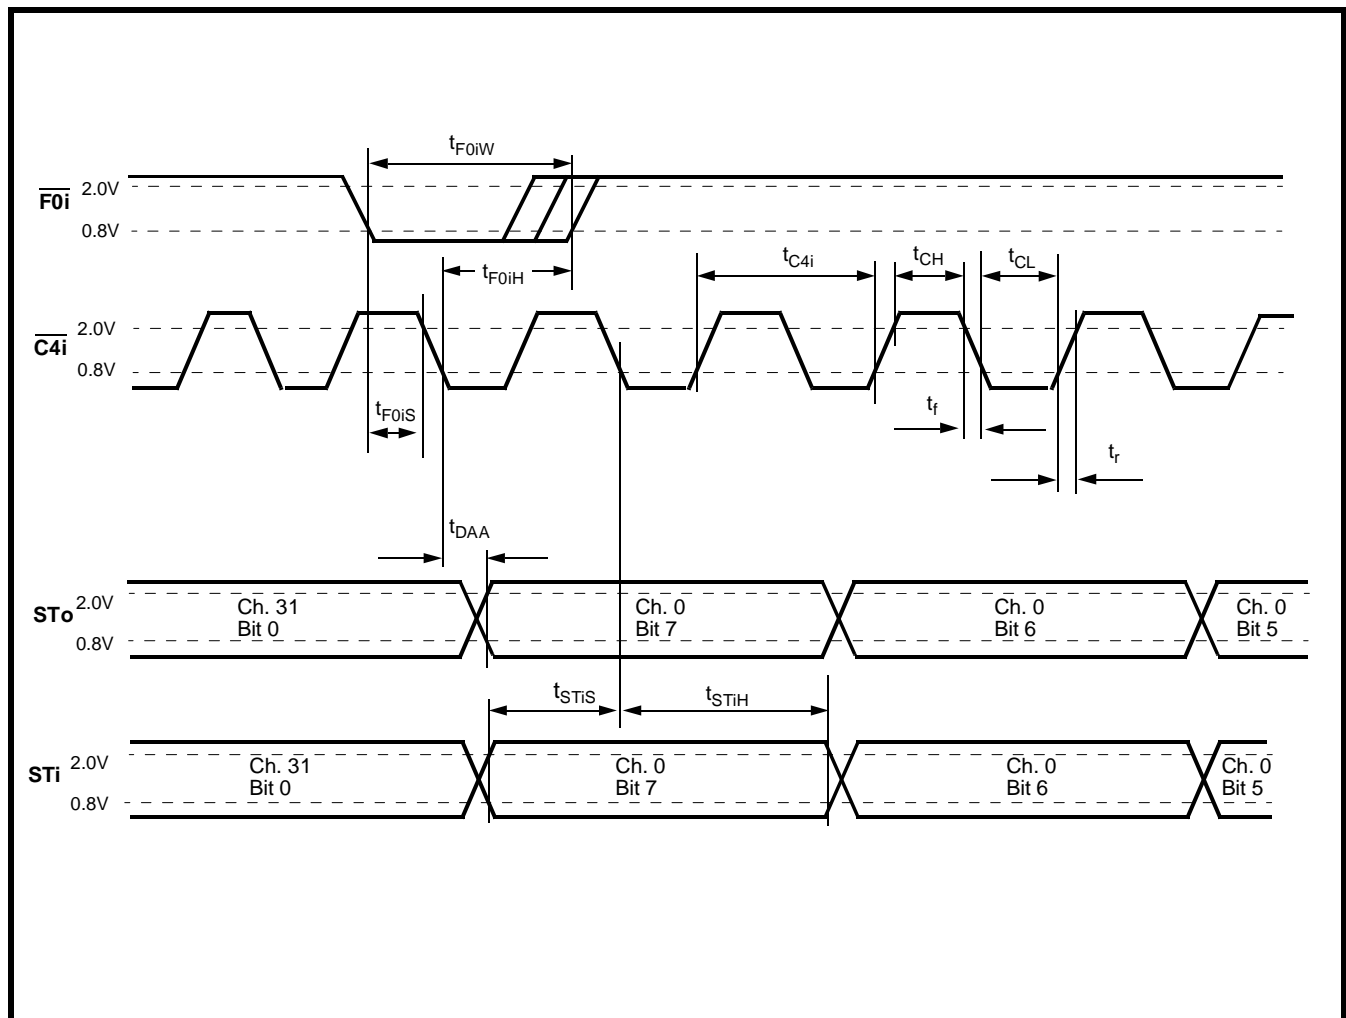 tF0iW
F0i
2.0V
0.8V
tF0iH
tC4i
tCH
tCL
C4i
2.0V
0.8V
tF0iS
tf
tr
tDAA
STo
2.0V
0.8V
Ch. 31
Bit 0
Ch. 0
Bit 7
Ch. 0
Bit 6
Ch. 0
Bit 5
tSTiS
tSTiH
STi
2.0V
0.8V
Ch. 31
Bit 0
Ch. 0
Bit 7
Ch. 0
Bit 6
Ch. 0
Bit 5